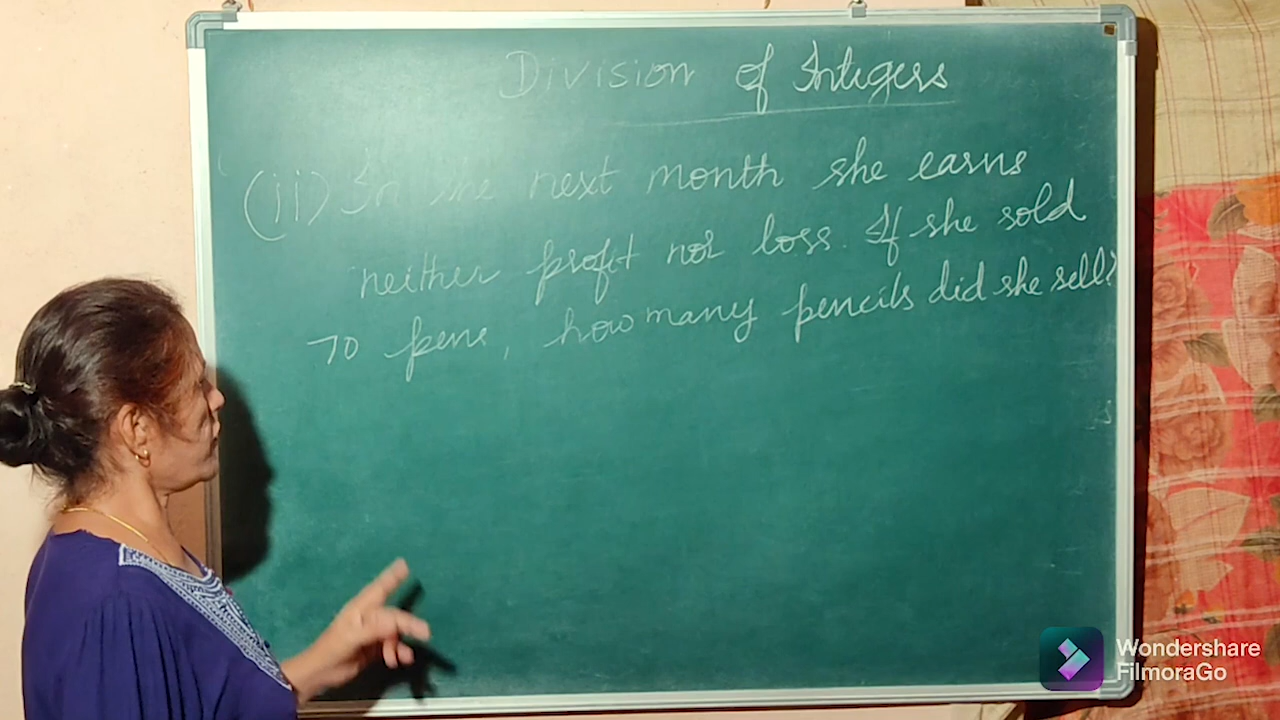 Division of Integers
(ii) In the next month she earns
neither profit nor loss. If she sold
70 pens, how many pencils did she sell?
Wondershare
FilmoraGo